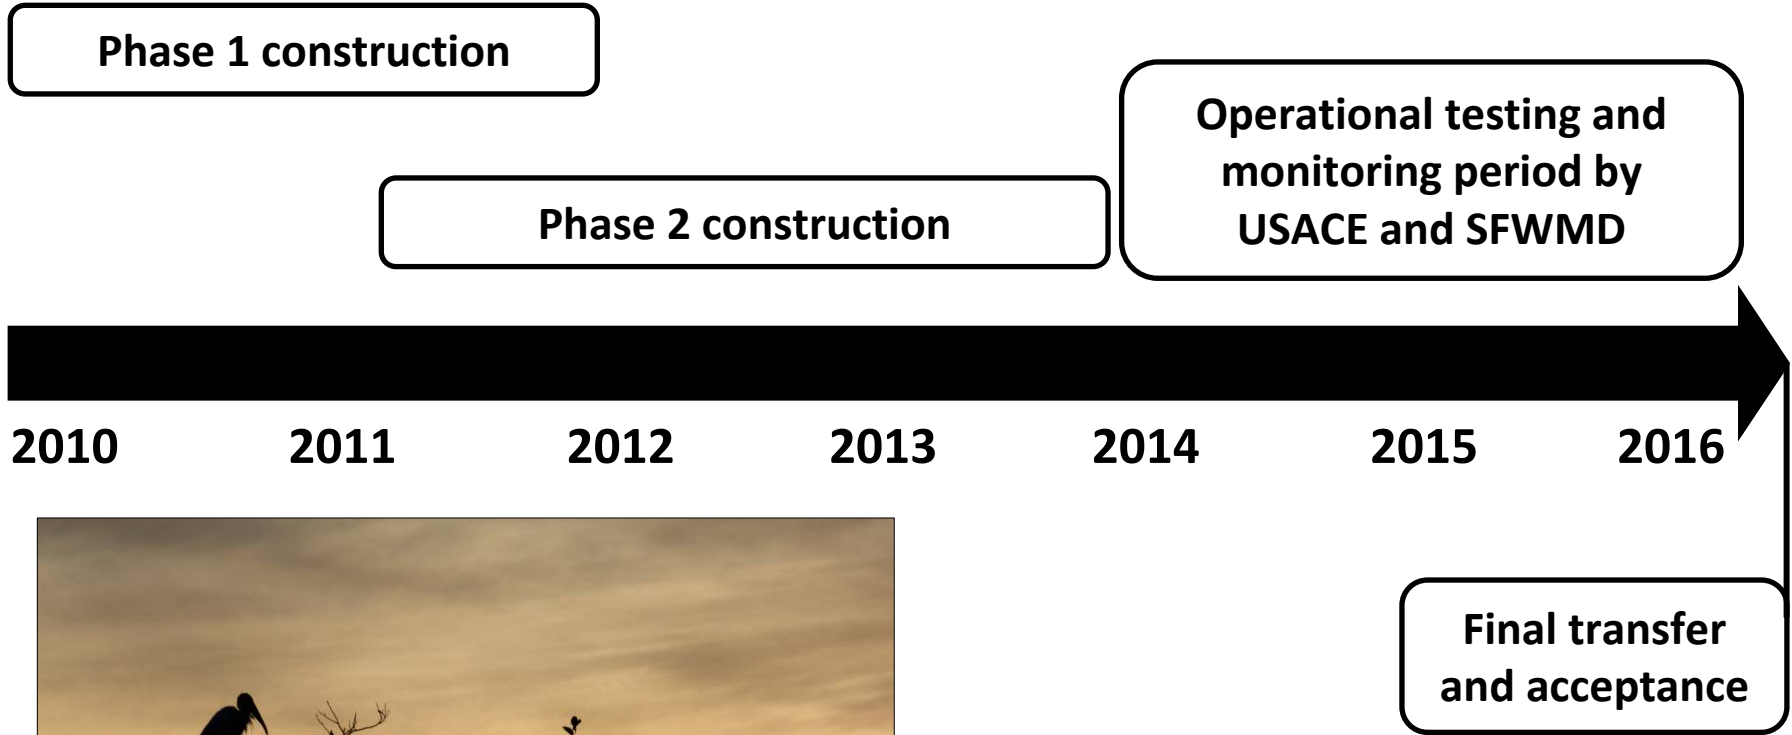 Phase 1 construction
Operational testing and
monitoring period by
USACE and SFWMD
Phase 2 construction
2010 2011 2012 2013 2014 2015 2016
Final transfer
and acceptance